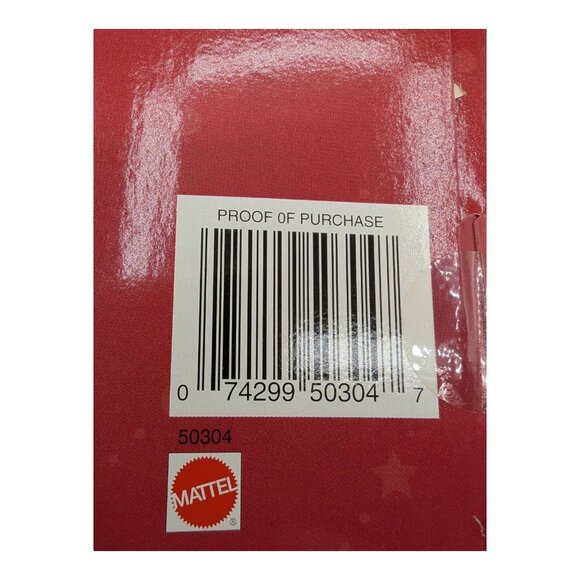 PROOF 0F PURCHASE
0 74299 50304 7
50304
MATTEL
®